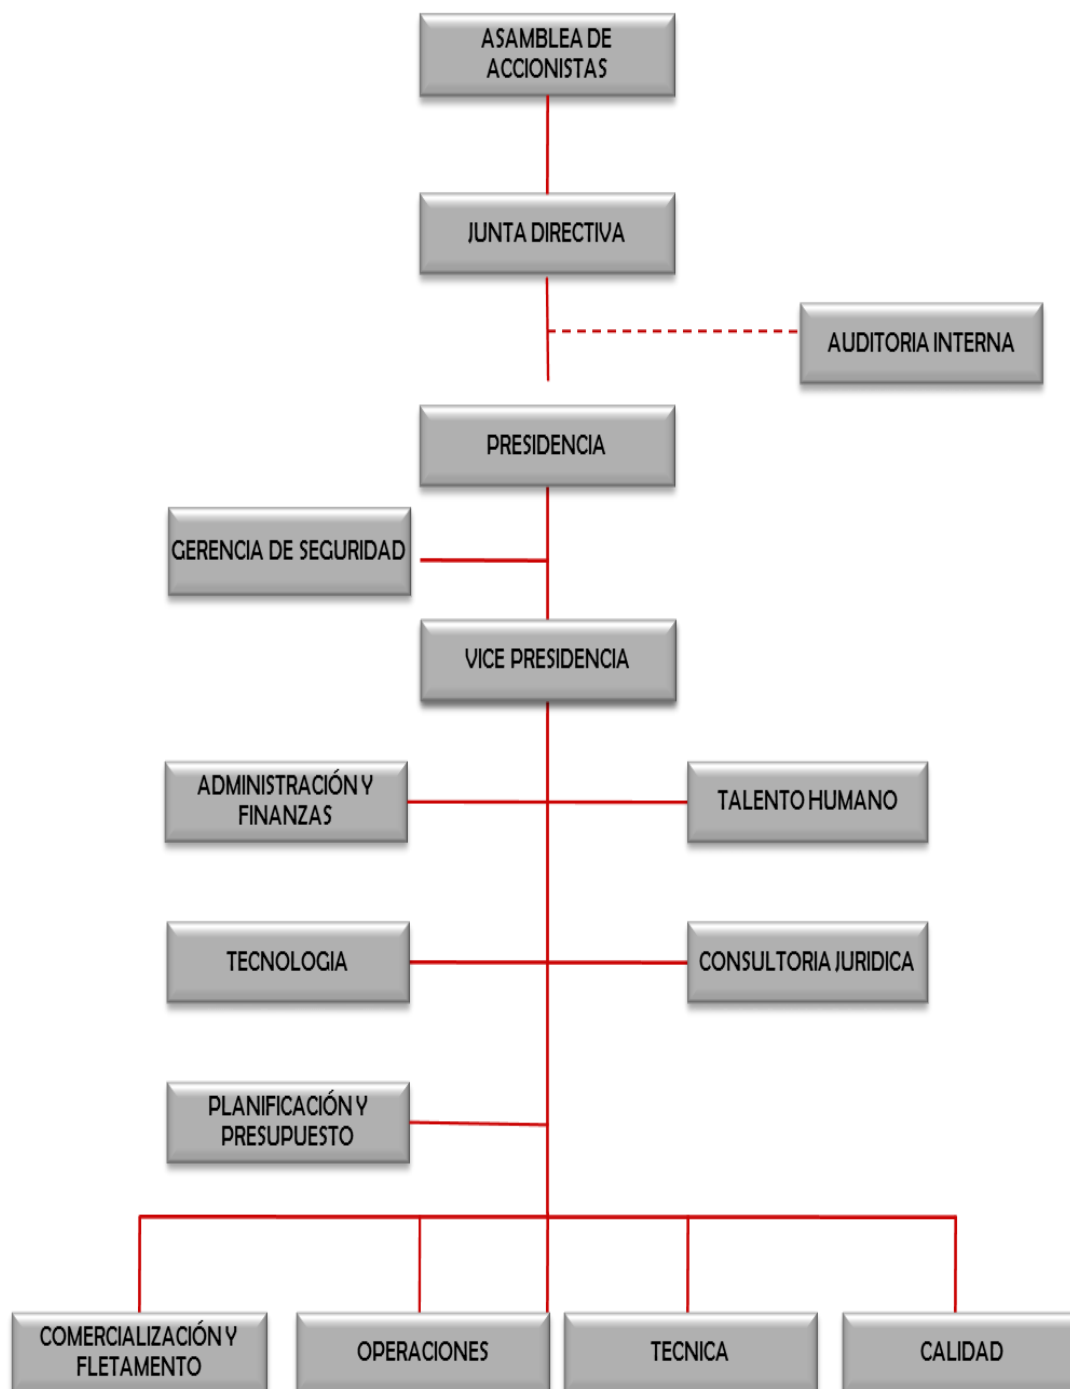 ASAMBLEA DE
ACCIONISTAS
JUNTA DIRECTIVA
AUDITORIA INTERNA
PRESIDENCIA
GERENCIA DE SEGURIDAD
VICE PRESIDENCIA
ADMINISTRACIÓN Y
FINANZAS
TALENTO HUMANO
TECNOLOGIA
CONSULTORIA JURIDICA
PLANIFICACIÓN Y
PRESUPUESTO
COMERCIALIZACIÓN Y
FLETAMENTO
OPERACIONES
TECNICA
CALIDAD